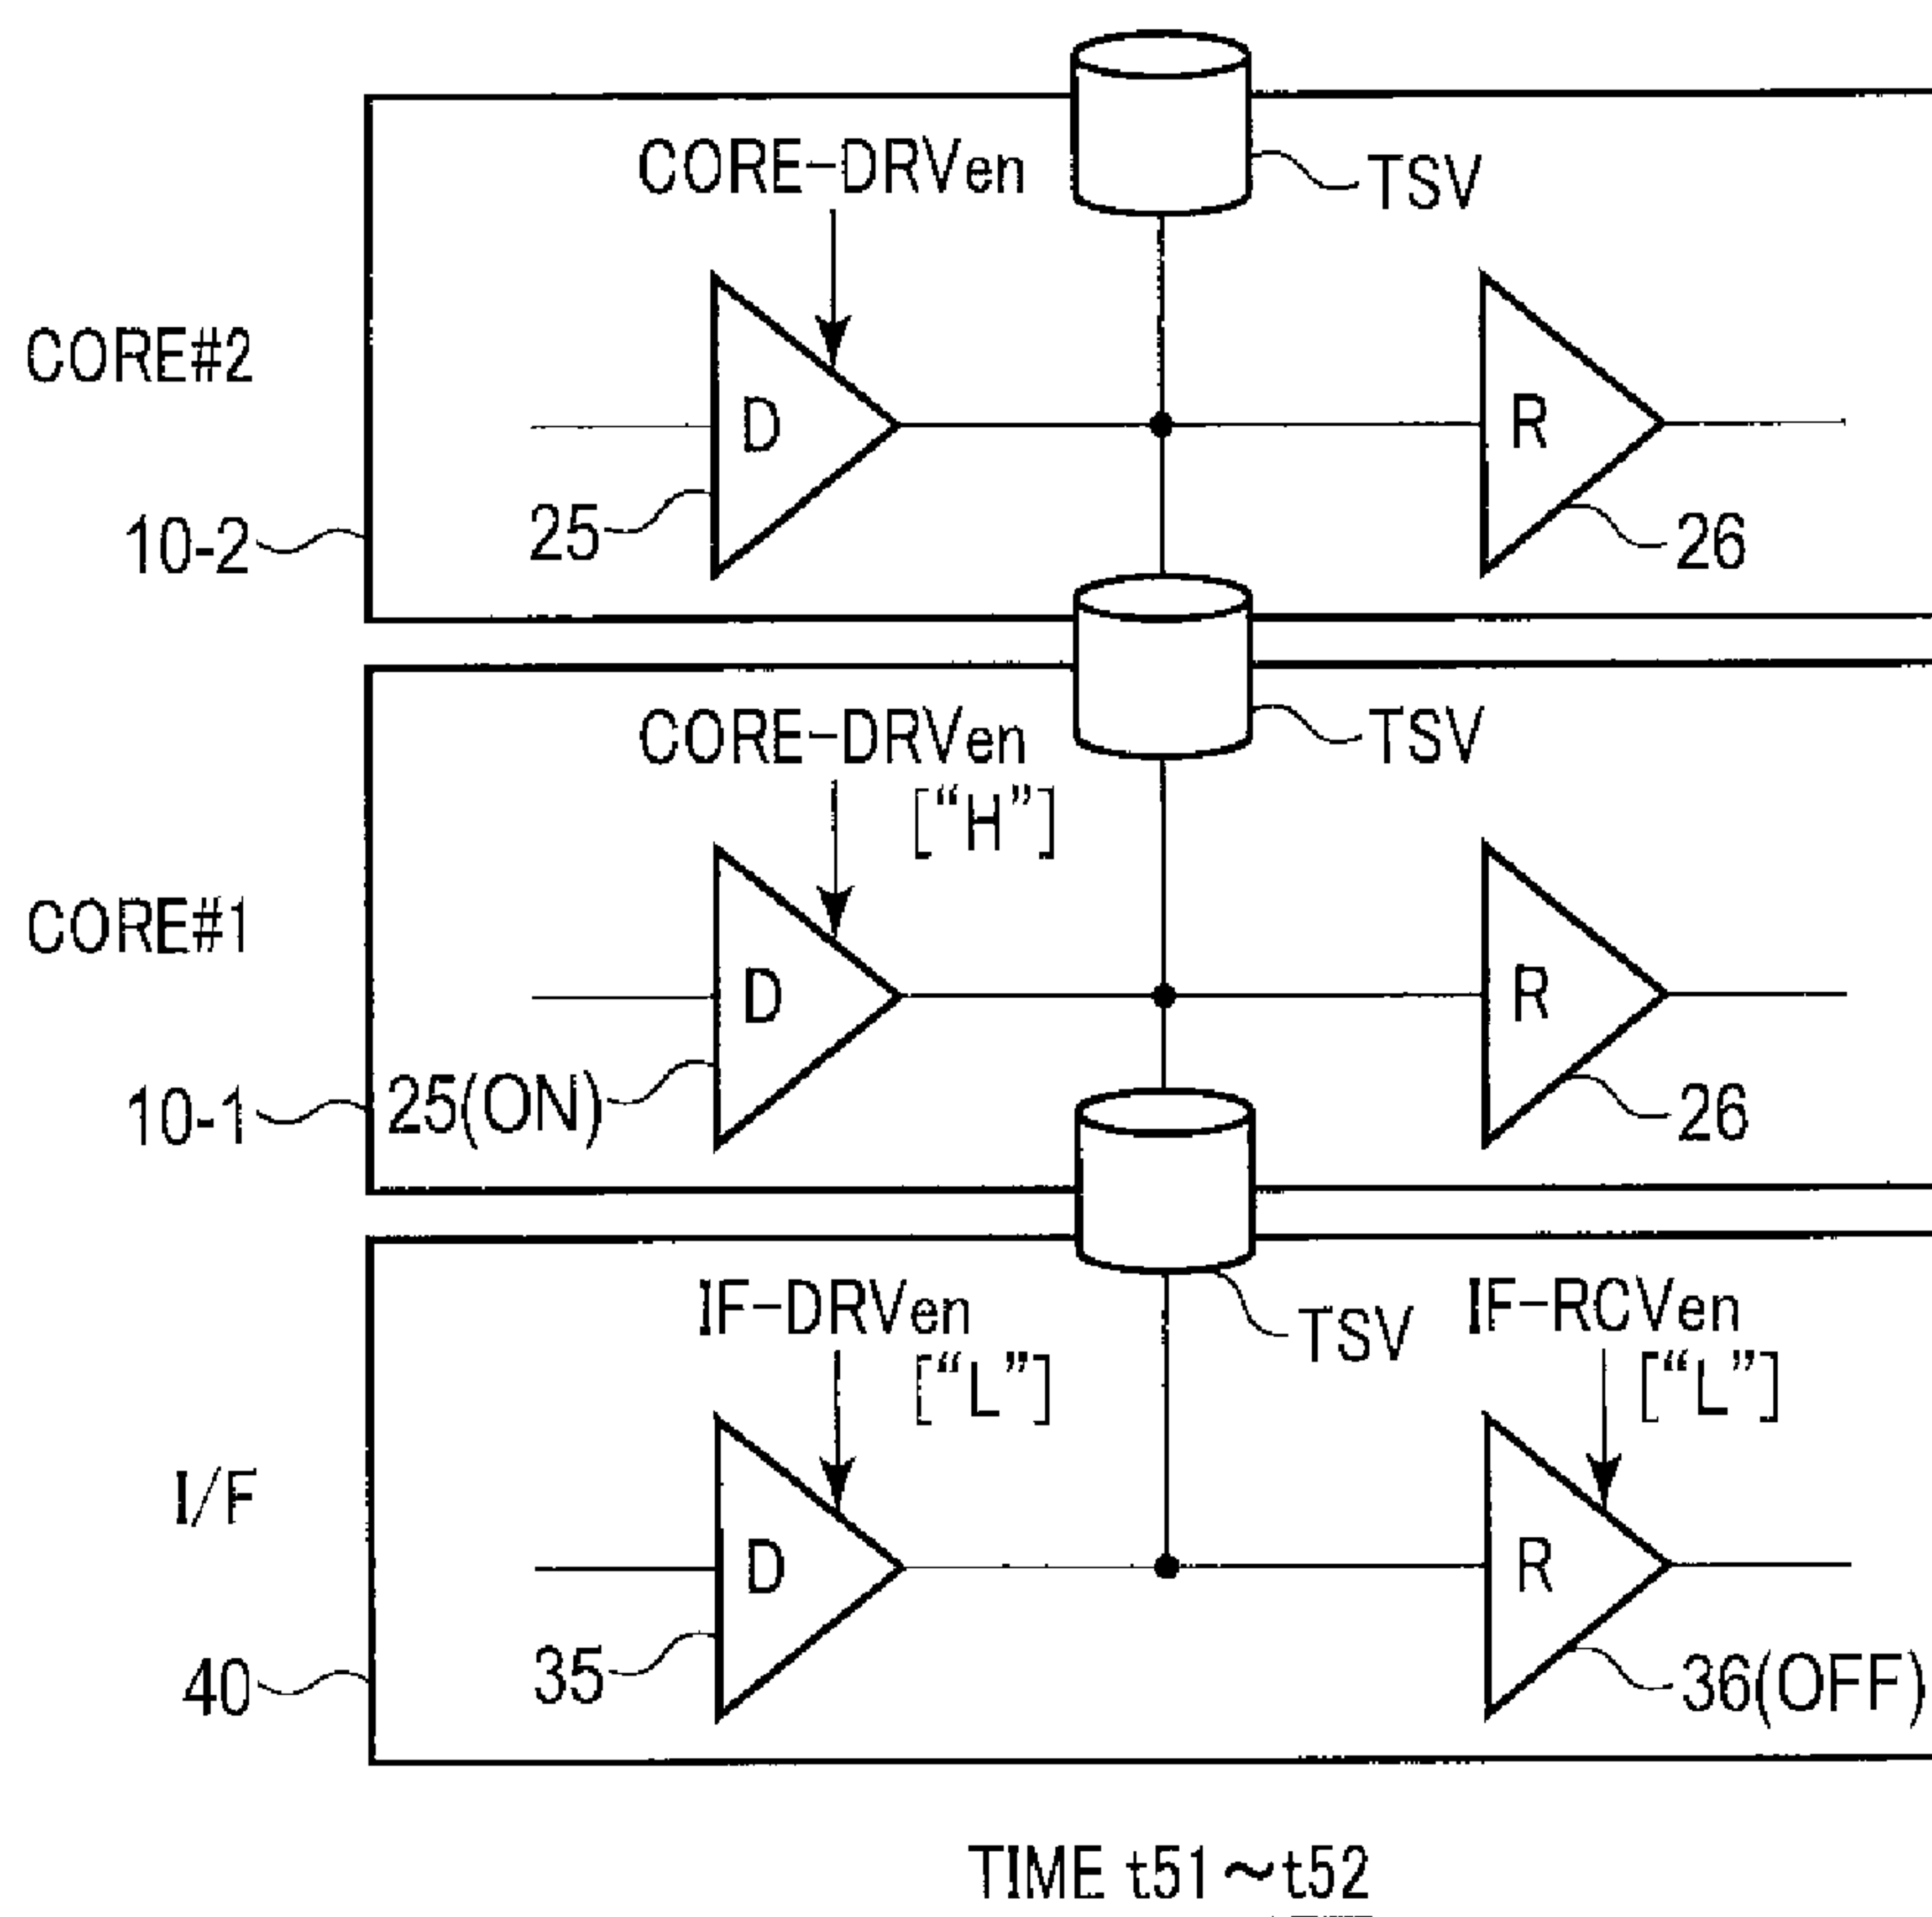 CORE-DRVen
TSV
CORE#2
D
R
25
26
10-2
CORE-DRVen
["H"]
TSV
CORE#1
D
R
25(ON)
26
10-1
IF-DRVen
["L"]
TSV
IF-RCVen
["L"]
I/F
D
R
35
36(OFF)
40
TIME t51~t52